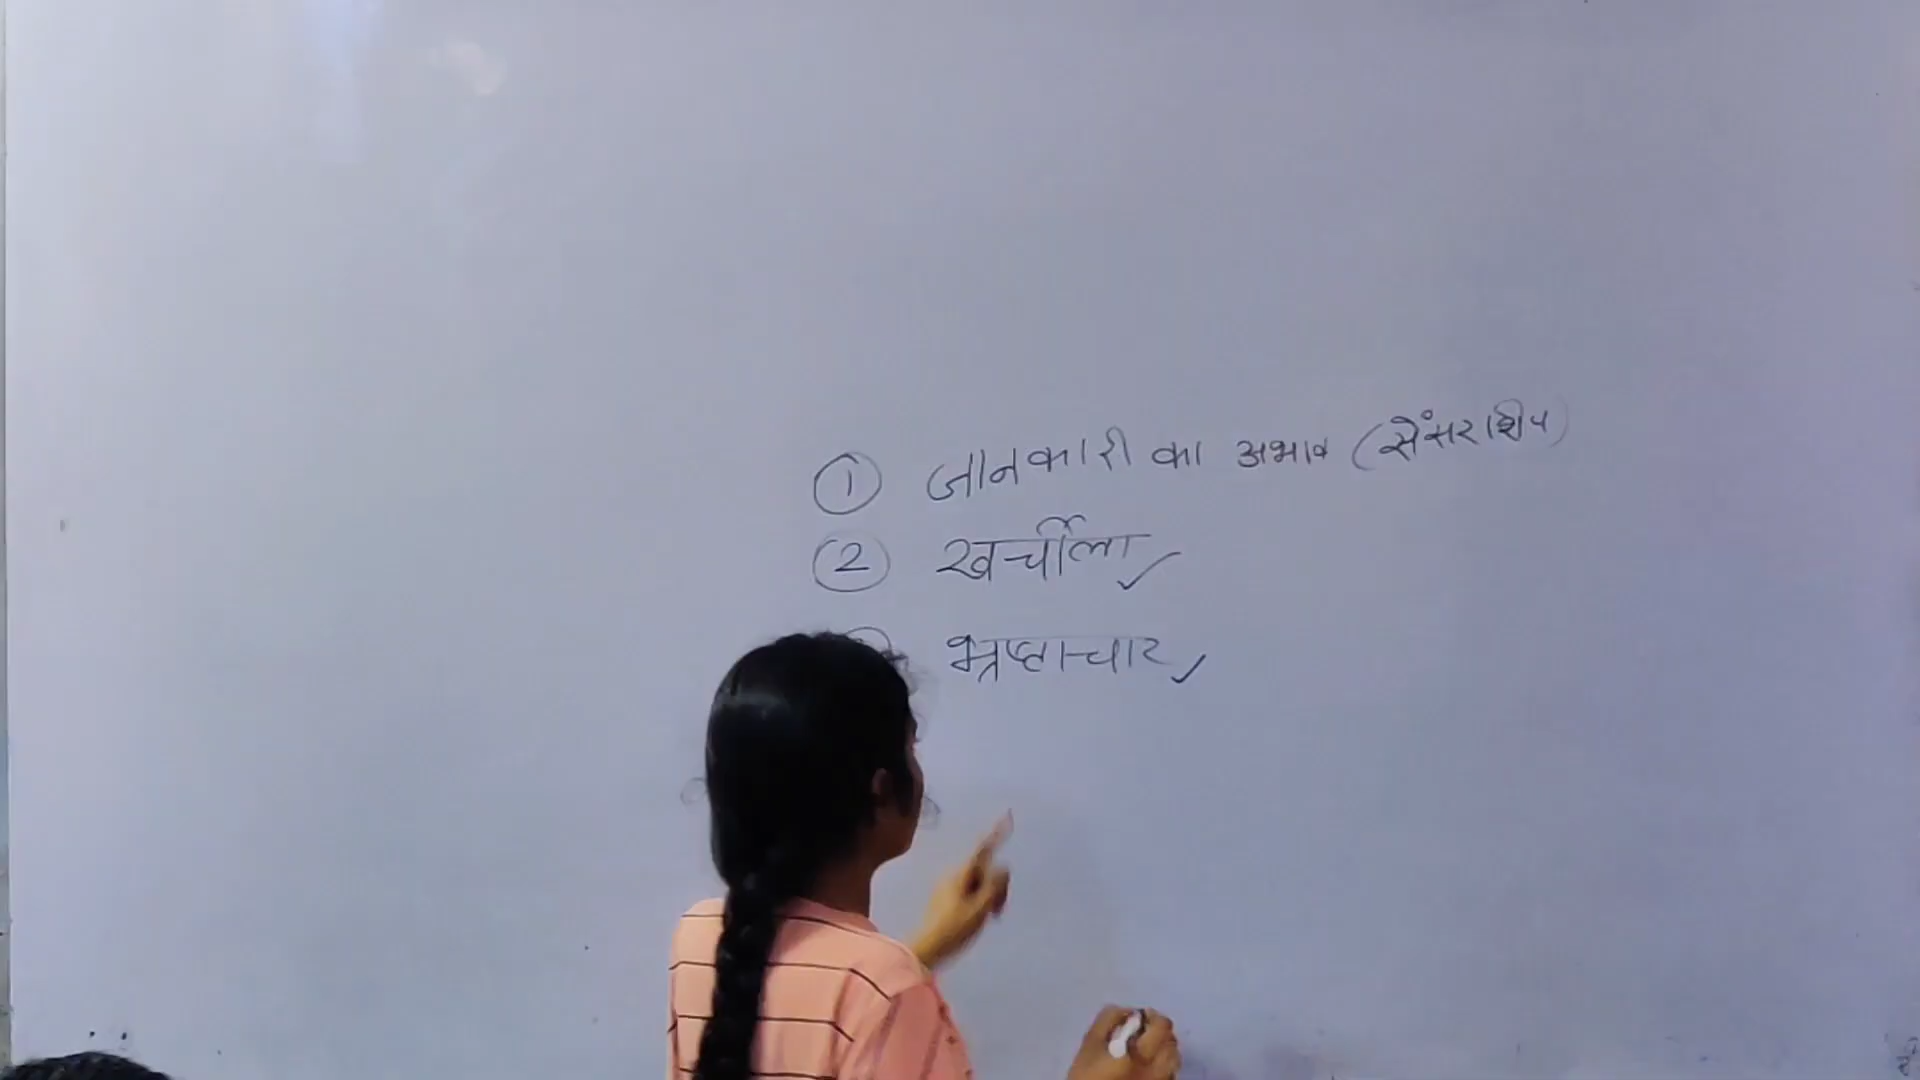 ① जानकारी का अभाव (सेंसरशिप)
② खर्चीला ✓
भ्रष्टाचार ✓